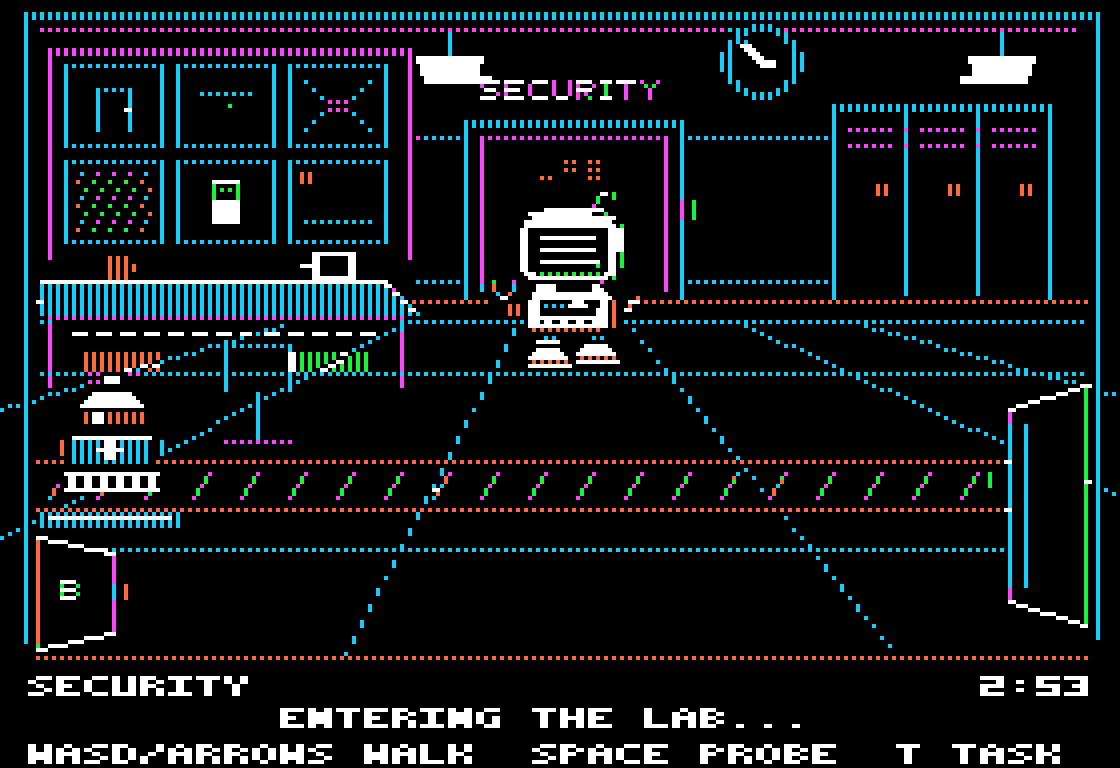 SECURITY
B
SECURITY 2:53
ENTERING THE LAB...
WASD/ARROWS WALK SPACE PROBE T TASK